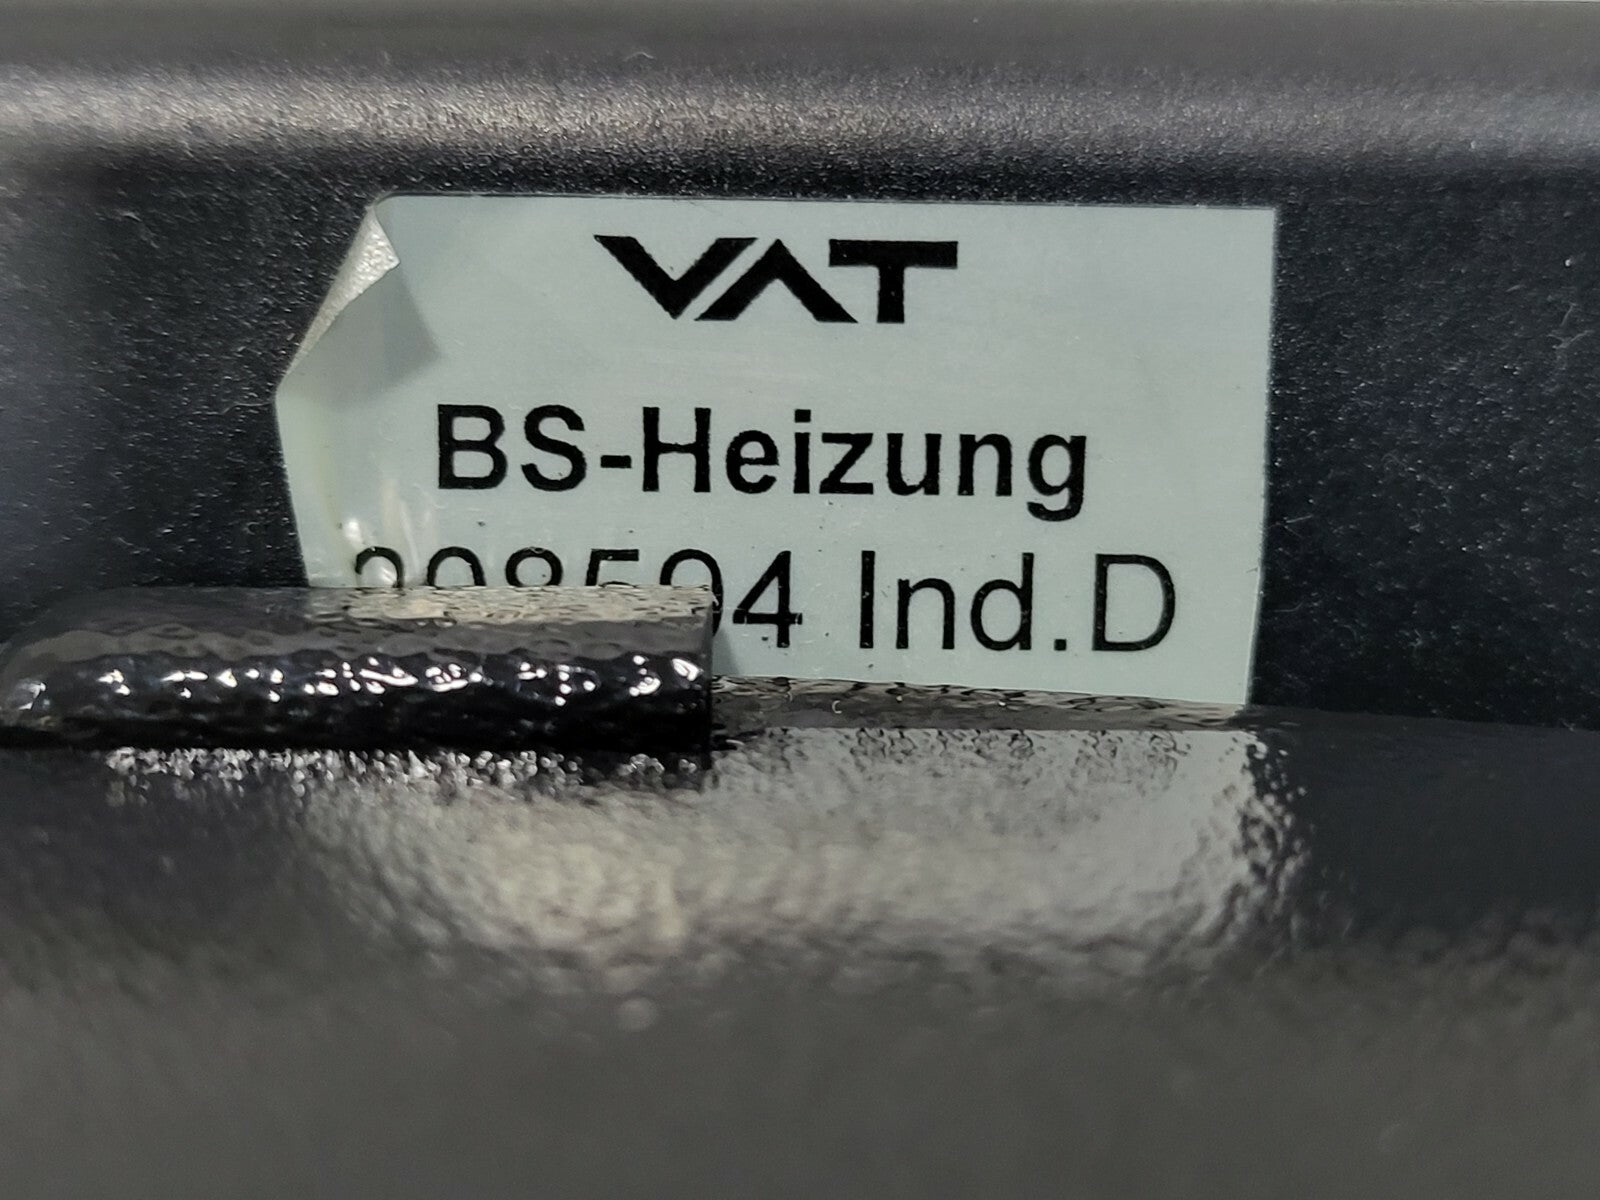 VAT
BS-Heizung
Ind.D